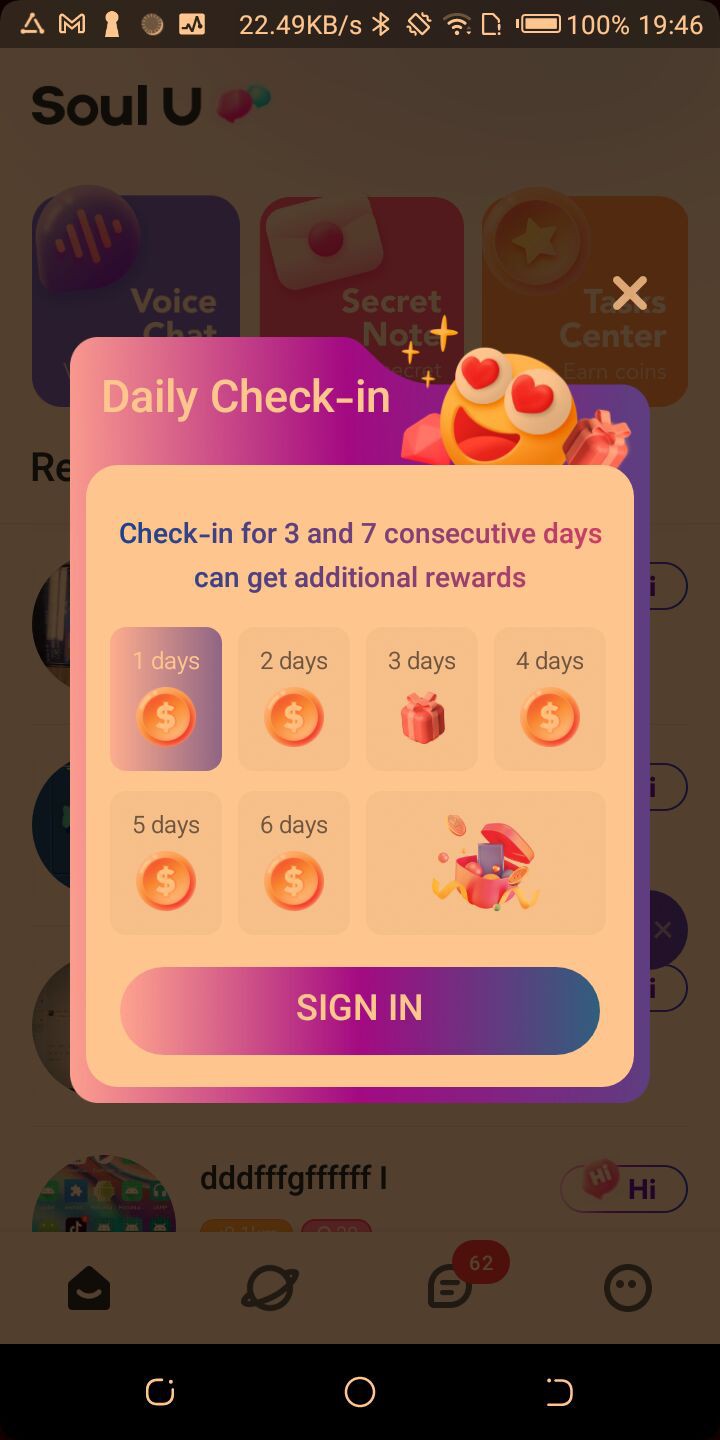 22.49KB/s 100% 19:46
Soul U
Voice
Chat
Secret
Note
secret
Tasks
Center
Earn coins
Daily Check-in
Re
Check-in for 3 and 7 consecutive days
can get additional rewards
1 days
2 days
3 days
4 days
5 days
6 days
SIGN IN
dddfffgffffff I
Hi
Hi
62